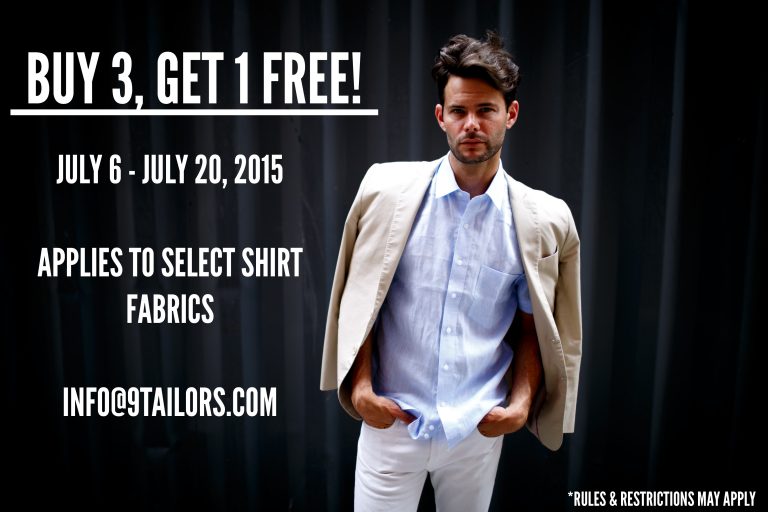 BUY 3, GET 1 FREE!
JULY 6 - JULY 20, 2015
APPLIES TO SELECT SHIRT
FABRICS
INFO@9TAILORS.COM
*RULES & RESTRICTIONS MAY APPLY